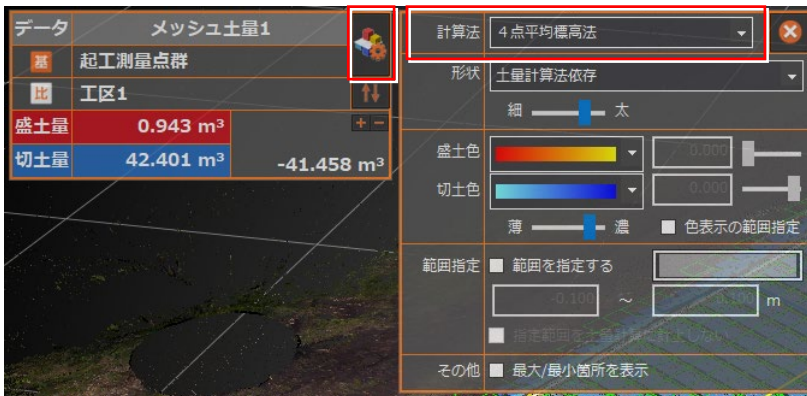 データ メッシュ土量1
基 起工測量点群
比 工区1
盛土量 0.943 m³
+ -
切土量 42.401 m³ -41.458 m³
計算法 4点平均標高法
形状 土量計算法依存
細 太
盛土色 0.000
切土色 0.000
薄 濃 色表示の範囲指定
範囲指定 範囲を指定する
-0.100 ～ 0.100 m
指定範囲を土量計算で計上しない
その他 最大/最小箇所を表示